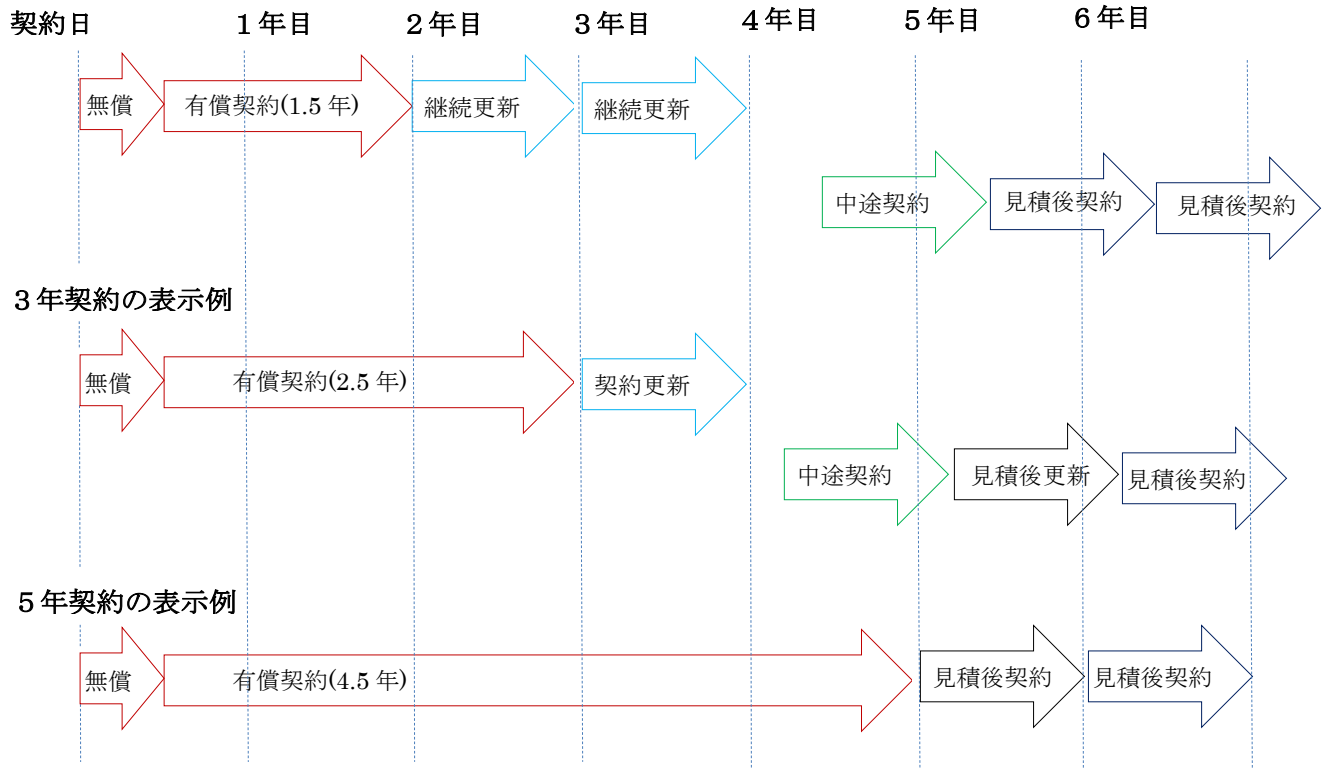 契約日 1年目 2年目 3年目 4年目 5年目 6年目
無償 有償契約(1.5 年) 継続更新 継続更新
中途契約 見積後契約 見積後契約
3年契約の表示例
無償 有償契約(2.5 年) 契約更新
中途契約 見積後更新 見積後契約
5年契約の表示例
無償 有償契約(4.5 年) 見積後契約 見積後契約